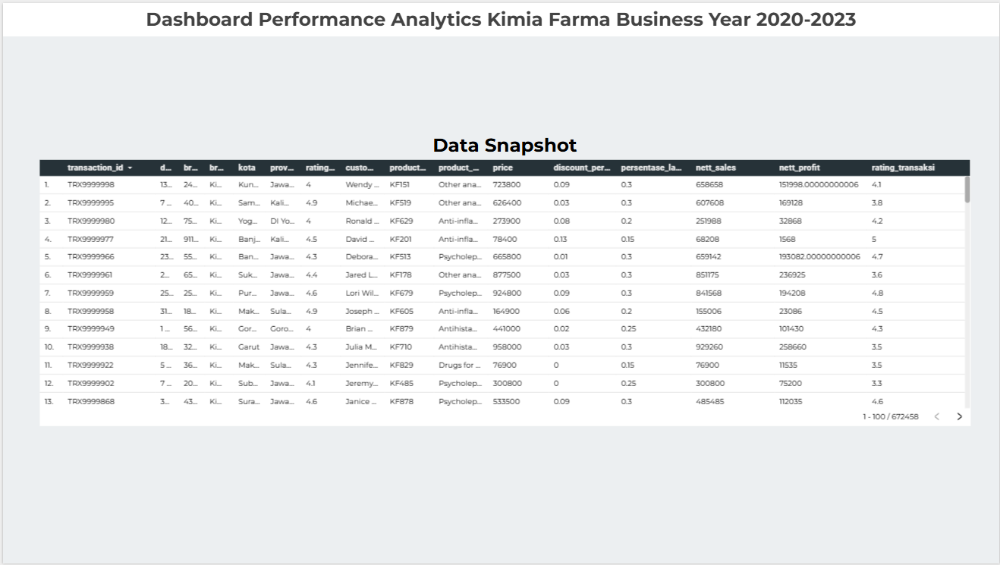 Dashboard Performance Analytics Kimia Farma Business Year 2020-2023
Data Snapshot
transaction_id d... br... br... kota prov... rating... custo... product... product_... price discount_per... persentase_la... nett_sales nett_profit rating_transaksi
1. TRX9999998 13... 24... Ki... Kun... Jawa... 4 Wendy ... KF151 Other ana... 723800 0.09 0.3 658658 151998.00000000006 4.1
2. TRX9999995 7 ... 40... Ki... Sam... Kali... 4.9 Michae... KF519 Other ana... 626400 0.03 0.3 607608 169128 3.8
3. TRX9999980 12... 75... Ki... Yog... DI Yo... 4 Ronald ... KF629 Anti-infla... 273900 0.08 0.2 251988 32868 4.2
4. TRX9999977 21... 911... Ki... Banj... Kali... 4.5 David ... KF201 Anti-infla... 78400 0.13 0.15 68208 1568 5
5. TRX9999966 23... 55... Ki... Ban... Jawa... 4.3 Debora... KF513 Psycholep... 665800 0.01 0.3 659142 193082.00000000006 4.7
6. TRX9999961 2... 65... Ki... Suk... Jawa... 4.4 Jared L... KF178 Other ana... 877500 0.03 0.3 851175 236925 3.6
7. TRX9999959 25... 25... Ki... Pur... Jawa... 4.6 Lori Wil... KF679 Psycholep... 924800 0.09 0.3 841568 194208 4.8
8. TRX9999958 31... 18... Ki... Mak... Sula... 4.9 Joseph ... KF605 Anti-infla... 164900 0.06 0.2 155006 23086 4.5
9. TRX9999949 1 ... 56... Ki... Gor... Goro... 4 Brian ... KF879 Antihista... 441000 0.02 0.25 432180 101430 4.3
10. TRX9999938 18... 32... Ki... Garut Jawa... 4.3 Julia M... KF710 Antihista... 958000 0.03 0.3 929260 258660 3.5
11. TRX9999922 5 ... 36... Ki... Mak... Sula... 4.3 Jennife... KF829 Drugs for ... 76900 0 0.15 76900 11535 3.5
12. TRX9999902 7 ... 20... Ki... Sub... Jawa... 4.1 Jeremy... KF485 Psycholep... 300800 0 0.25 300800 75200 3.3
13. TRX9999868 3... 43... Ki... Sura... Jawa... 4.6 Janice ... KF878 Psycholep... 533500 0.09 0.3 485485 112035 4.6
1 - 100 / 672458